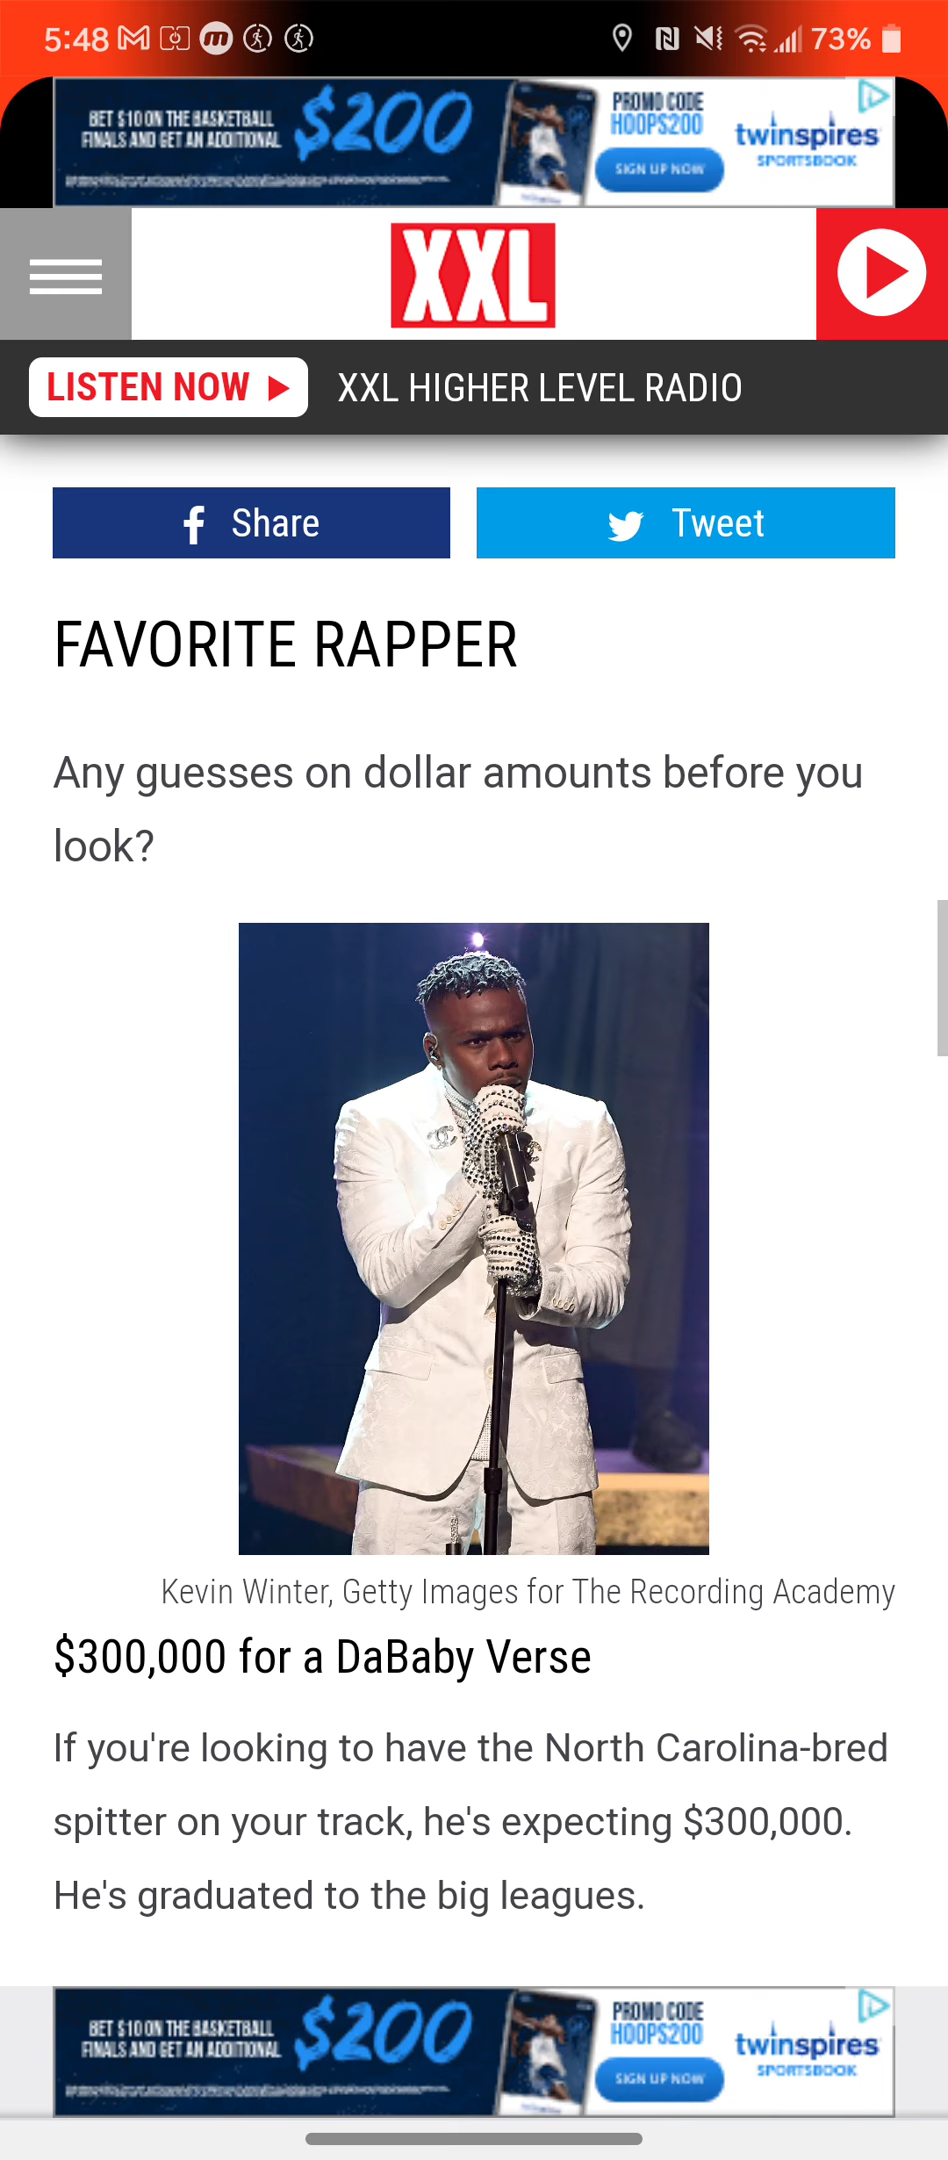 5:48
73%
BET $10 ON THE BASKETBALL
FINALS AND GET AN ADDITIONAL
$200
PROMO CODE
HOOPS200
SIGN UP NOW
twinspires
SPORTSBOOK
XXL
LISTEN NOW
XXL HIGHER LEVEL RADIO
Share
Tweet
FAVORITE RAPPER
Any guesses on dollar amounts before you
look?
Kevin Winter, Getty Images for The Recording Academy
$300,000 for a DaBaby Verse
If you're looking to have the North Carolina-bred
spitter on your track, he's expecting $300,000.
He's graduated to the big leagues.
BET $10 ON THE BASKETBALL
FINALS AND GET AN ADDITIONAL
$200
PROMO CODE
HOOPS200
SIGN UP NOW
twinspires
SPORTSBOOK